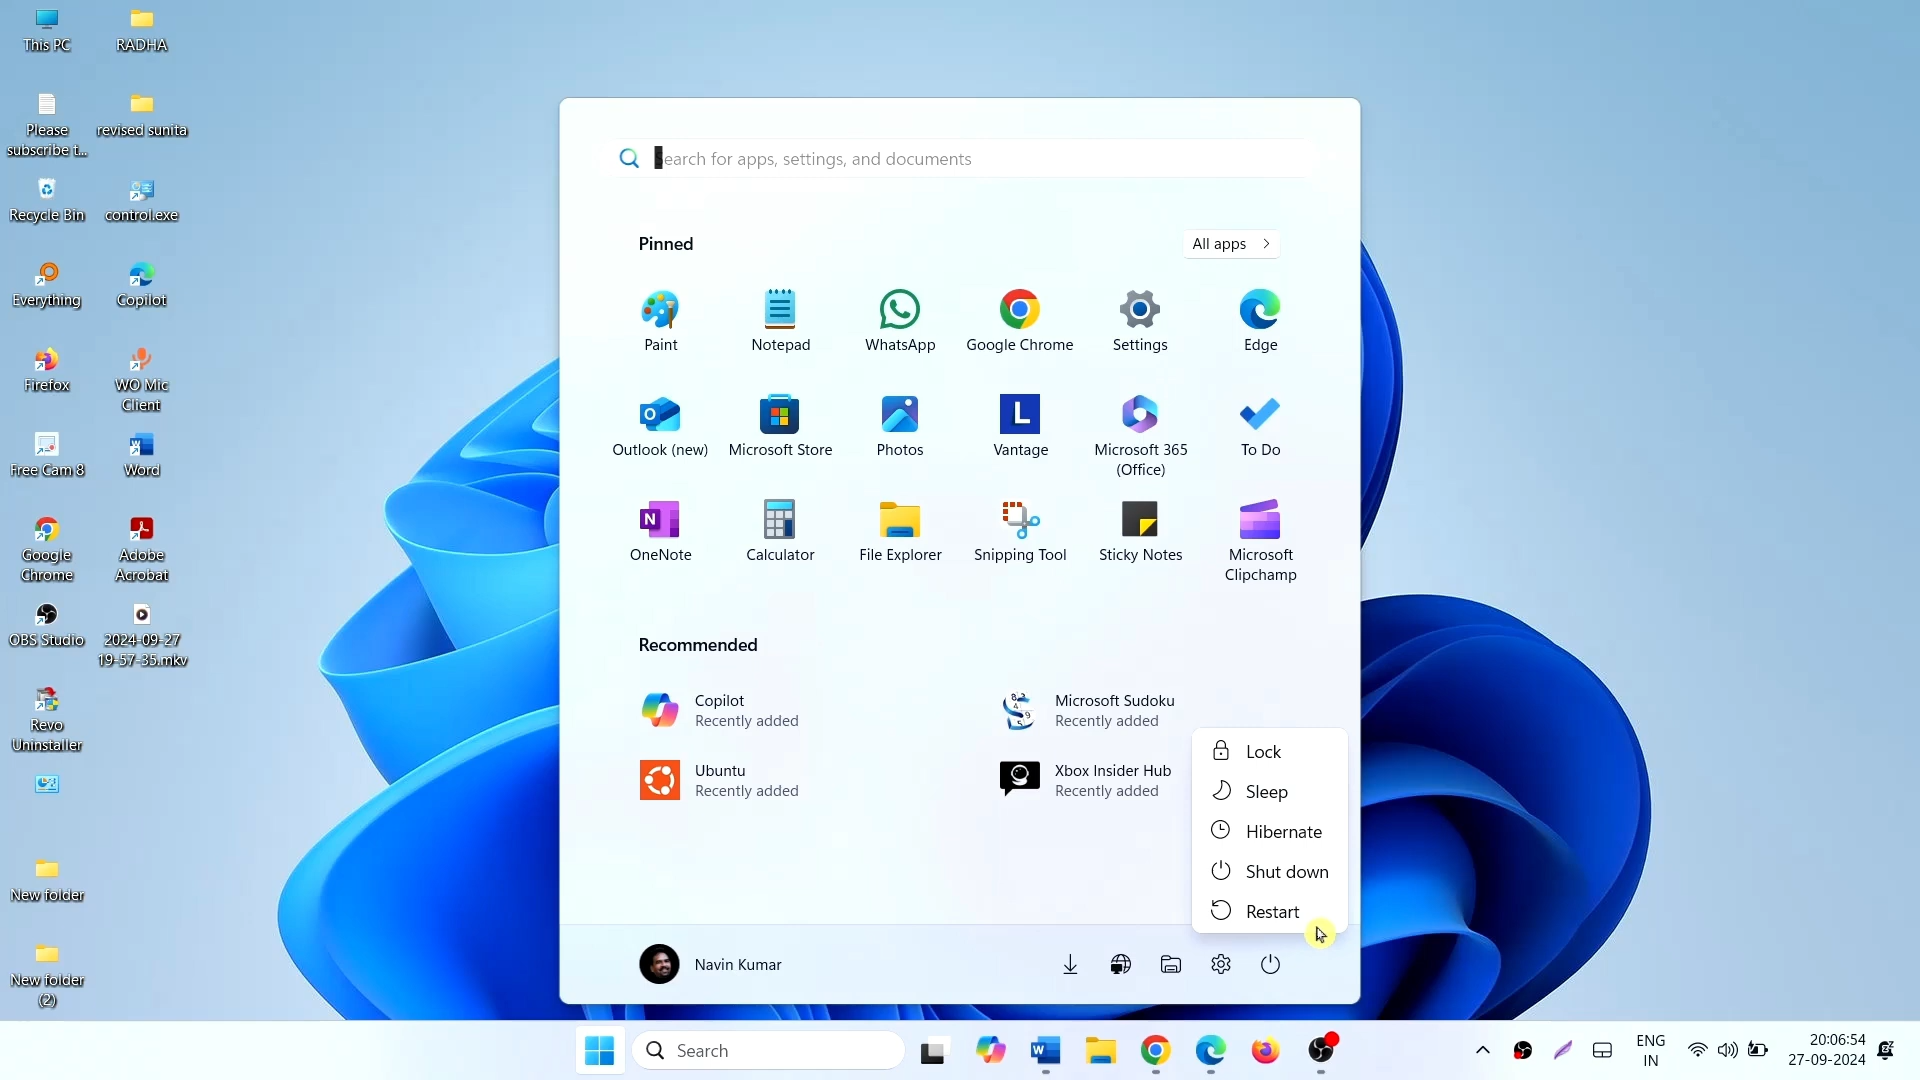 This PC
RADHA
Please
subscribe t...
revised sunita
Recycle Bin
control.exe
Everything
Copilot
Firefox
WO Mic
Client
Free Cam 8
Word
Google
Chrome
Adobe
Acrobat
OBS Studio
2024-09-27
19-57-35.mkv
Revo
Uninstaller
New folder
New folder
(2)
Search for apps, settings, and documents
Pinned
All apps
Paint
Notepad
WhatsApp
Google Chrome
Settings
Edge
Outlook (new)
Microsoft Store
Photos
Vantage
Microsoft 365
(Office)
To Do
OneNote
Calculator
File Explorer
Snipping Tool
Sticky Notes
Microsoft
Clipchamp
Recommended
Copilot
Recently added
Microsoft Sudoku
Recently added
Ubuntu
Recently added
Xbox Insider Hub
Recently added
Lock
Sleep
Hibernate
Shut down
Restart
Navin Kumar
Search
ENG
IN
20:06:54
27-09-2024